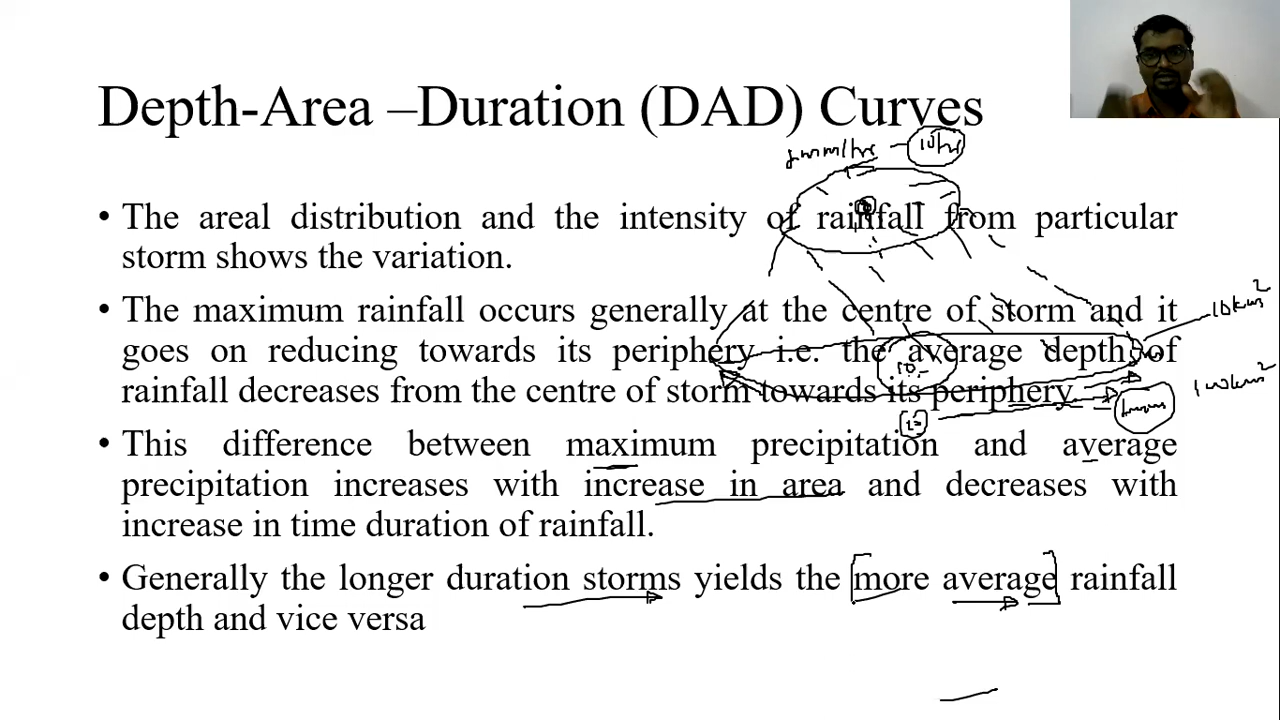 Depth-Area –Duration (DAD) Curves
10hr
• The areal distribution and the intensity of rainfall from particular
storm shows the variation.
• The maximum rainfall occurs generally at the centre of storm and it
10km²
goes on reducing towards its periphery i.e. the average depth of
10
rainfall decreases from the centre of storm towards its periphery.
100km²
• This difference between maximum precipitation and average
precipitation increases with increase in area and decreases with
increase in time duration of rainfall.
• Generally the longer duration storms yields the more average rainfall
depth and vice versa